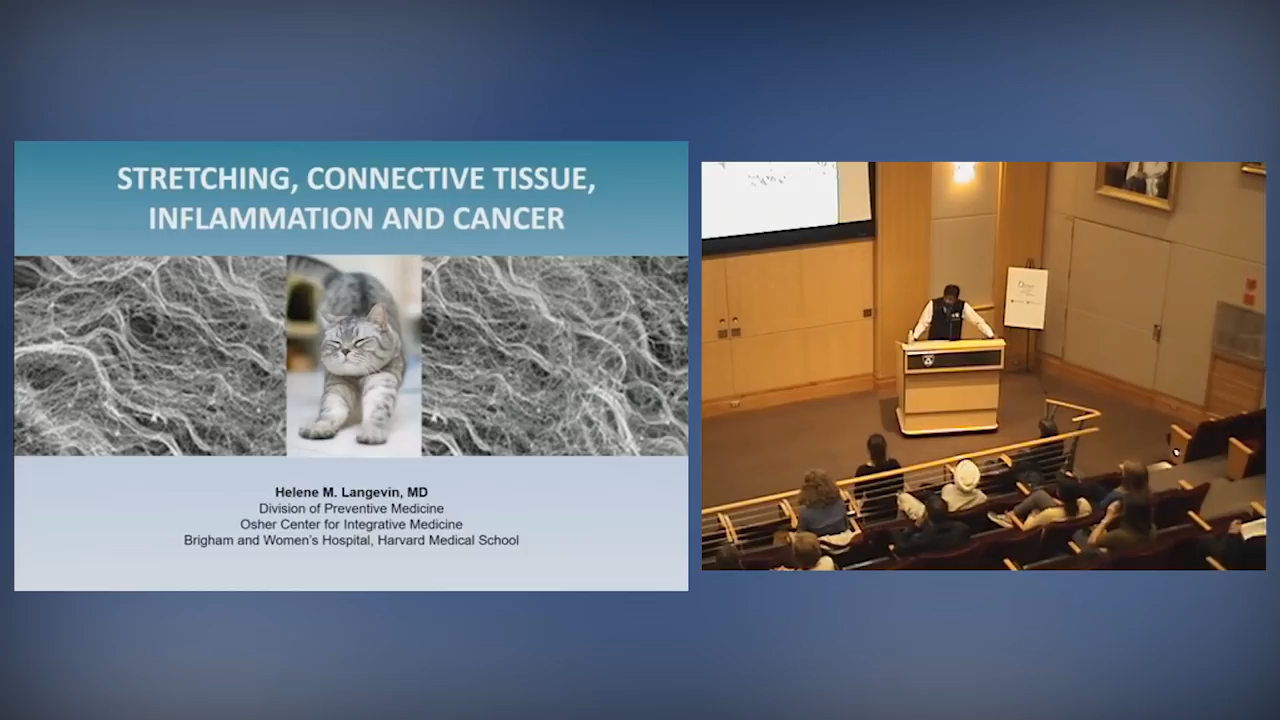 STRETCHING, CONNECTIVE TISSUE,
INFLAMMATION AND CANCER
Helene M. Langevin, MD
Division of Preventive Medicine
Osher Center for Integrative Medicine
Brigham and Women's Hospital, Harvard Medical School